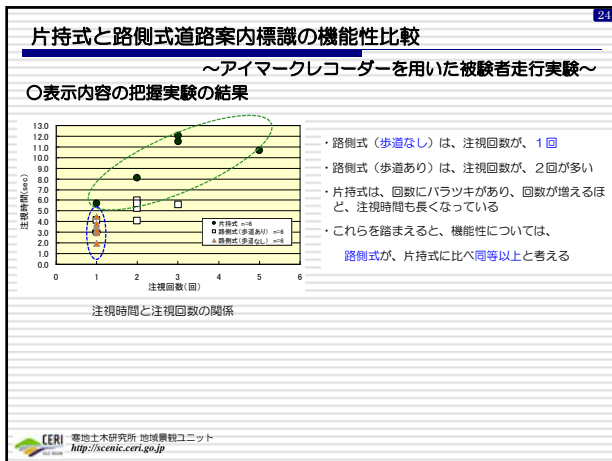 24
片持式と路側式道路案内標識の機能性比較
~アイマークレコーダーを用いた被験者走行実験~
○表示内容の把握実験の結果
13.0
12.0
11.0
10.0
9.0
8.0
7.0
6.0
5.0
4.0
3.0
2.0
1.0
0.0
注視時間(sec)
● 片持式 n=6
□ 路側式(歩道あり) n=6
▲ 路側式(歩道なし) n=6
0 1 2 3 4 5 6
注視回数(回)
注視時間と注視回数の関係
・路側式(歩道なし)は、注視回数が、1回
・路側式(歩道あり)は、注視回数が、2回が多い
・片持式は、回数にバラツキがあり、回数が増えるほ
ど、注視時間も長くなっている
・これらを踏まえると、機能性については、
路側式が、片持式に比べ同等以上と考える
CERI
寒地土木研究所 地域景観ユニット
http://scenic.ceri.go.jp